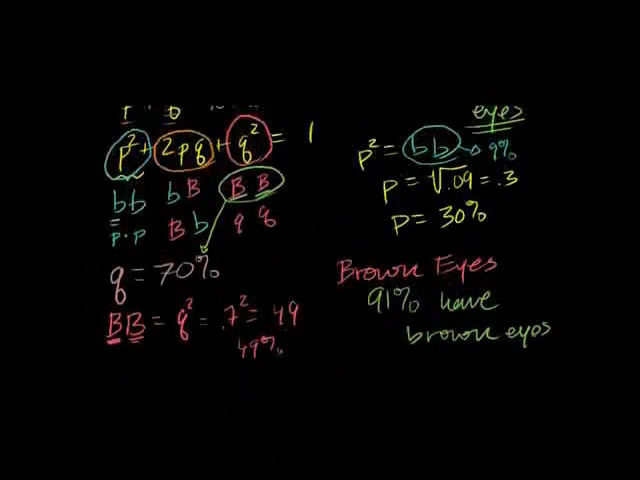 eyes
p² + 2pq + q² = 1
bb bB BB
p·p Bb q q
q = 70%
BB = q² = .7² = 49
49%
p² = bb → 9%
p = √.09 = .3
p = 30%
Brown Eyes
91% have
brown eyes